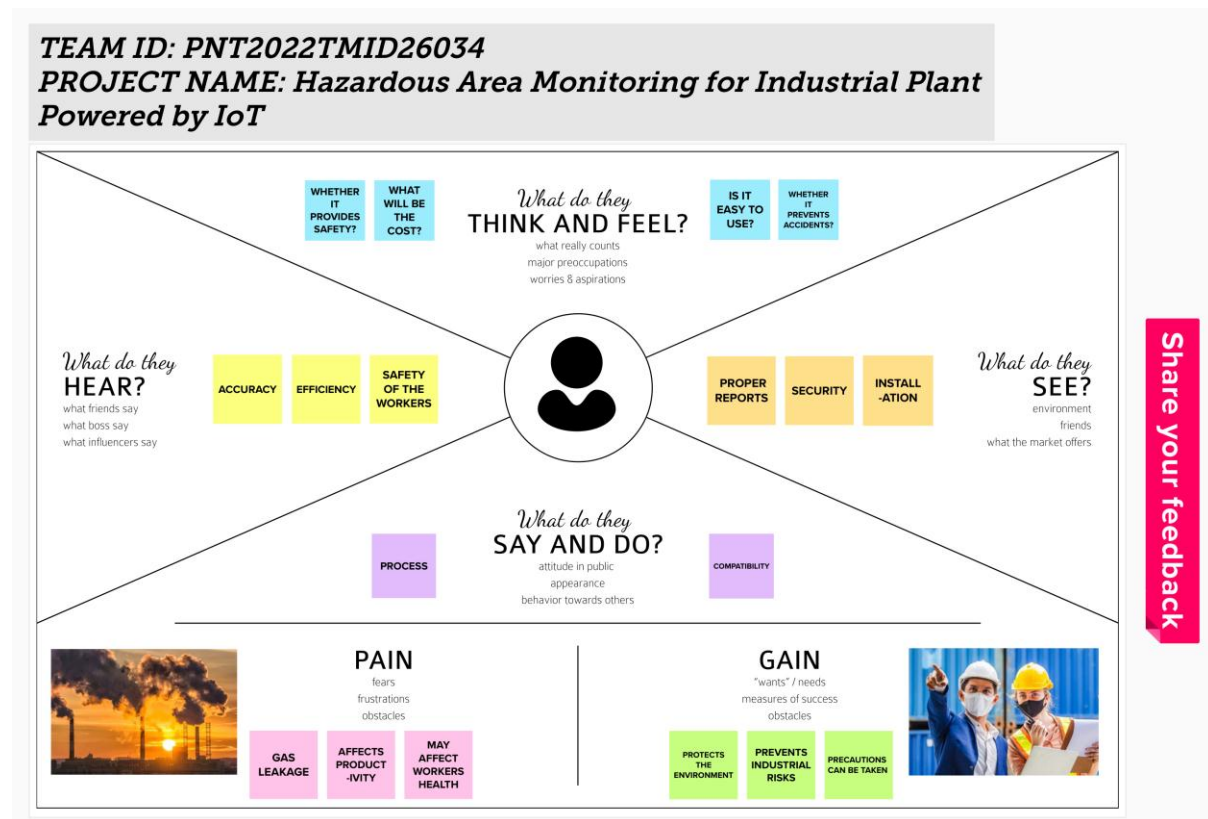 TEAM ID: PNT2022TMID26034
PROJECT NAME: Hazardous Area Monitoring for Industrial Plant
Powered by IoT
WHETHER
IT
PROVIDES
SAFETY?
WHAT
WILL BE
THE
COST?
What do they
THINK AND FEEL?
what really counts
major preoccupations
worries & aspirations
IS IT
EASY TO
USE?
WHETHER
IT
PREVENTS
ACCIDENTS?
What do they
HEAR?
what friends say
what boss say
what influencers say
ACCURACY
EFFICIENCY
SAFETY
OF THE
WORKERS
PROPER
REPORTS
SECURITY
INSTALL
-ATION
What do they
SEE?
environment
friends
what the market offers
Share your feedback
What do they
SAY AND DO?
attitude in public
appearance
behavior towards others
PROCESS
COMPATIBILITY
PAIN
fears
frustrations
obstacles
GAS
LEAKAGE
AFFECTS
PRODUCT
-IVITY
MAY
AFFECT
WORKERS
HEALTH
GAIN
“wants” / needs
measures of success
obstacles
PROTECTS
THE
ENVIRONMENT
PREVENTS
INDUSTRIAL
RISKS
PRECAUTIONS
CAN BE TAKEN